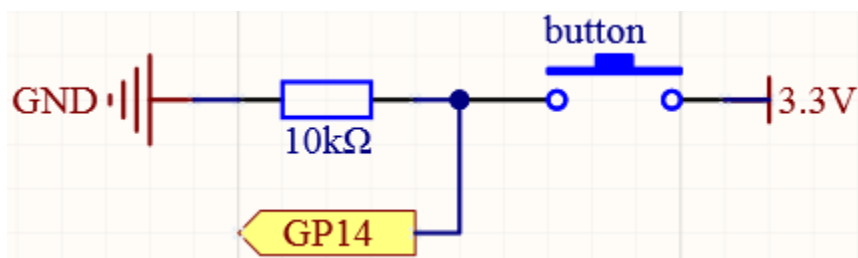 button
GND
3.3V
10kΩ
GP14